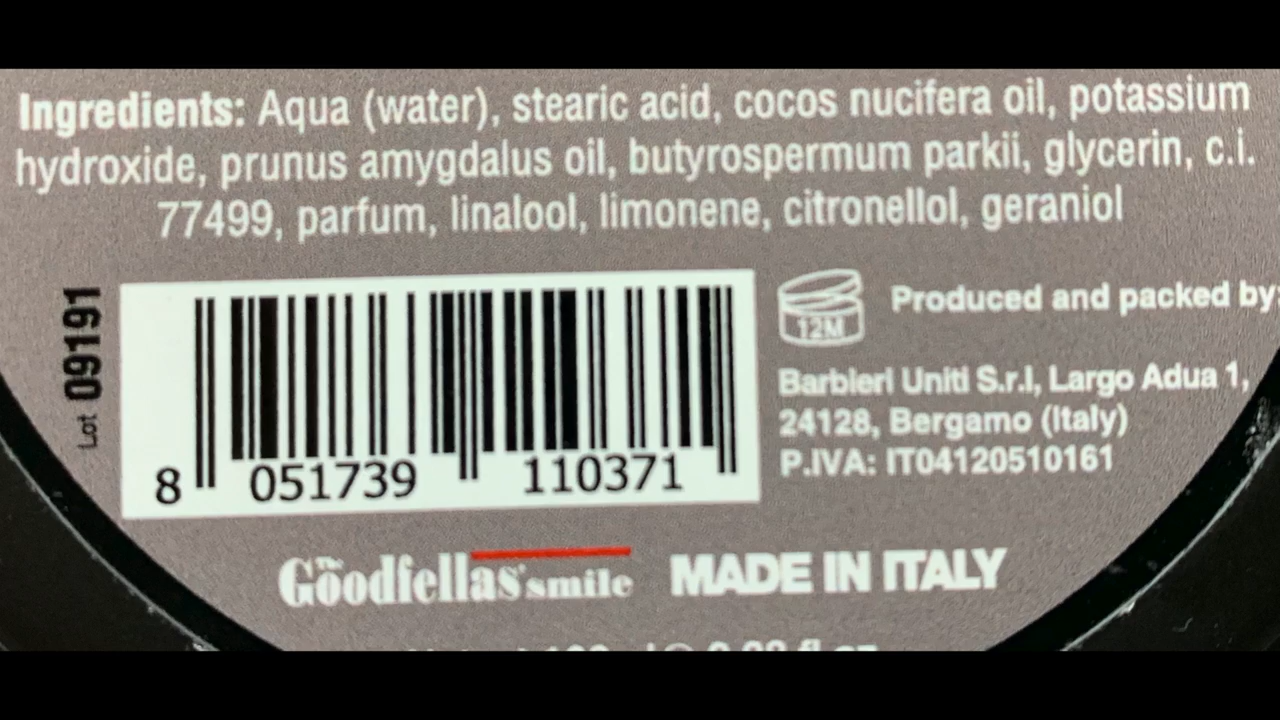 Ingredients: Aqua (water), stearic acid, cocos nucifera oil, potassium
hydroxide, prunus amygdalus oil, butyrospermum parkii, glycerin, c.i.
77499, parfum, linalool, limonene, citronellol, geraniol
Lot 09191
8 051739 110371
12M
Produced and packed by:
Barbieri Uniti S.r.l, Largo Adua 1,
24128, Bergamo (Italy)
P.IVA: IT04120510161
The Goodfellas' smile
MADE IN ITALY